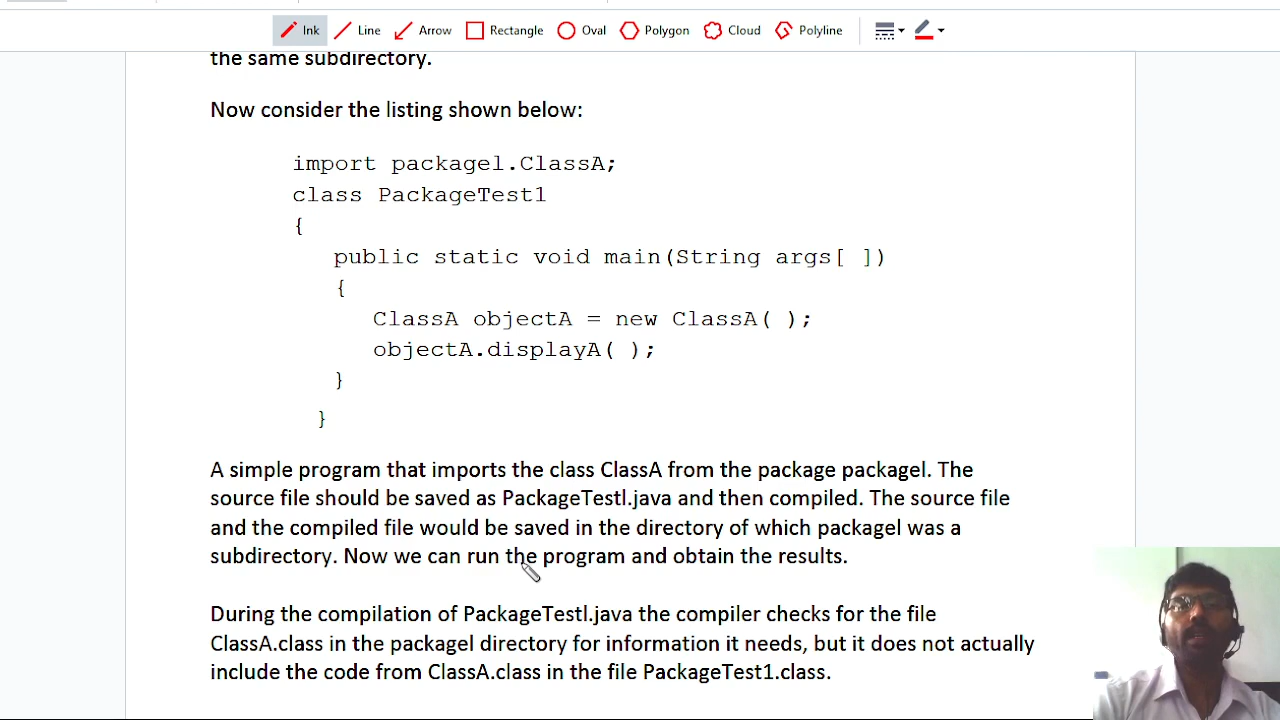 Ink Line Arrow Rectangle Oval Polygon Cloud Polyline
the same subdirectory.
Now consider the listing shown below:
import packagel.ClassA;
class PackageTest1
{
public static void main(String args[ ])
{
ClassA objectA = new ClassA( );
objectA.displayA( );
}
}
A simple program that imports the class ClassA from the package packagel. The
source file should be saved as PackageTestl.java and then compiled. The source file
and the compiled file would be saved in the directory of which packagel was a
subdirectory. Now we can run the program and obtain the results.
During the compilation of PackageTestl.java the compiler checks for the file
ClassA.class in the packagel directory for information it needs, but it does not actually
include the code from ClassA.class in the file PackageTest1.class.